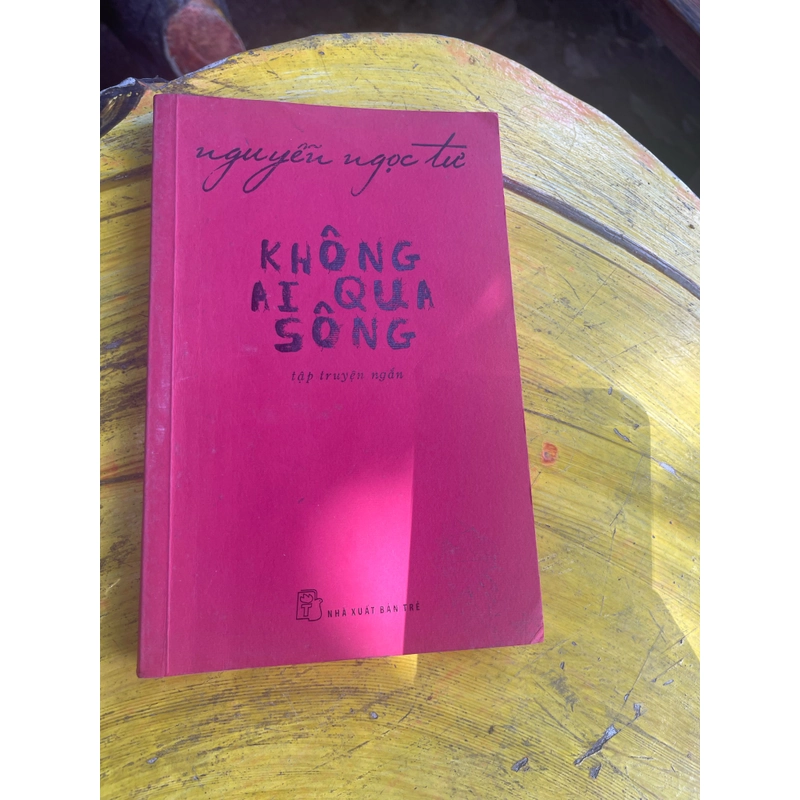 nguyễn ngọc tư
KHÔNG
AI QUA
SÔNG
tập truyện ngắn
NHÀ XUẤT BẢN TRẺ